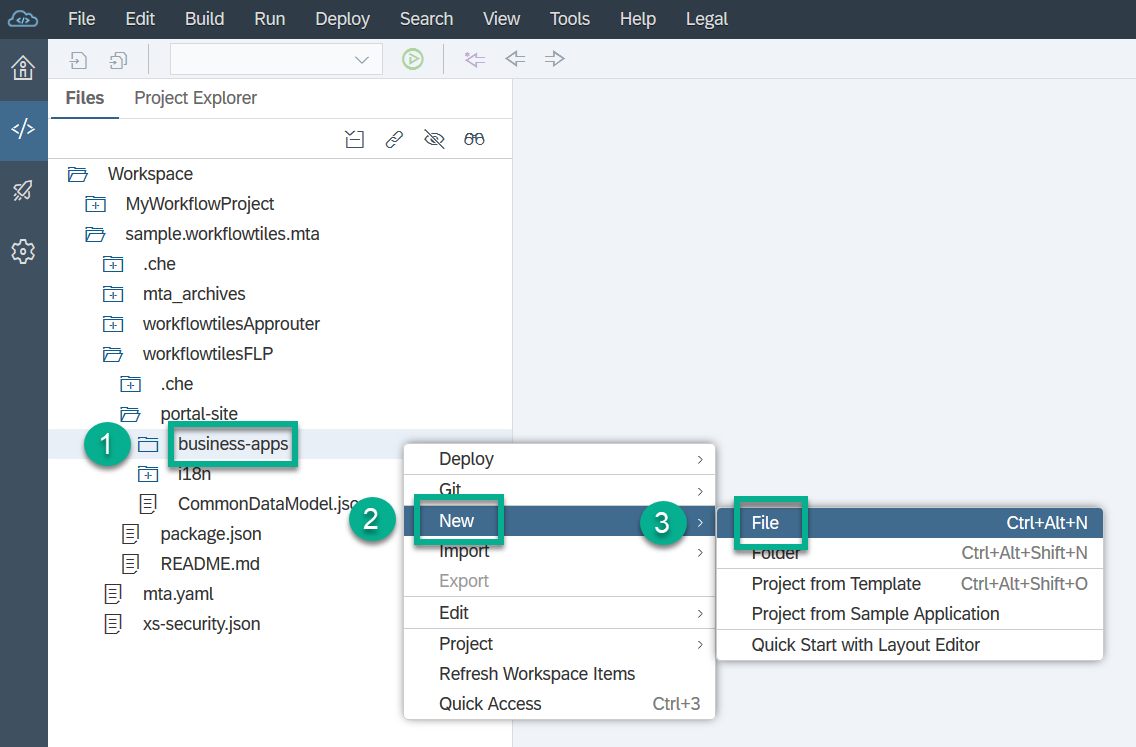 File Edit Build Run Deploy Search View Tools Help Legal
Files Project Explorer
Workspace
MyWorkflowProject
sample.workflowtiles.mta
.che
mta_archives
workflowtilesApprouter
workflowtilesFLP
.che
portal-site
1 business-apps
i18n
CommonDataModel.jso
package.json
README.md
mta.yaml
xs-security.json
Deploy
Git
2 New
Import
Export
Edit
Project
Refresh Workspace Items
Quick Access Ctrl+3
3 File Ctrl+Alt+N
Folder Ctrl+Alt+Shift+N
Project from Template Ctrl+Alt+Shift+O
Project from Sample Application
Quick Start with Layout Editor